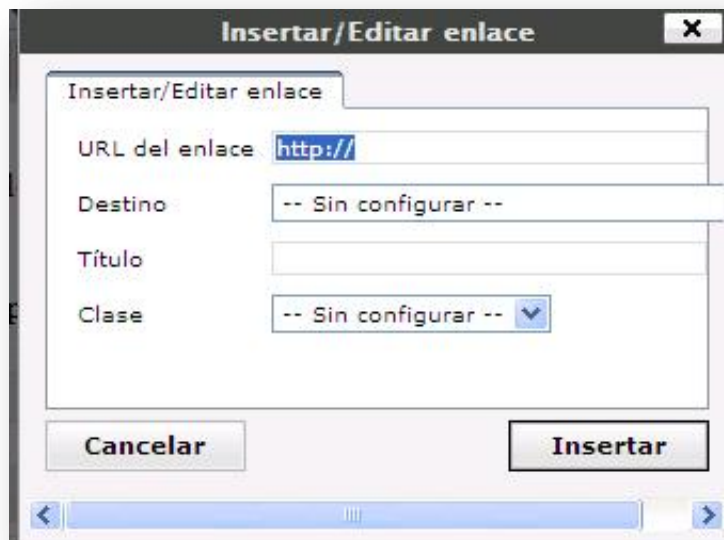 Insertar/Editar enlace
Insertar/Editar enlace
URL del enlace http://
Destino -- Sin configurar --
Título
Clase -- Sin configurar --
Cancelar Insertar